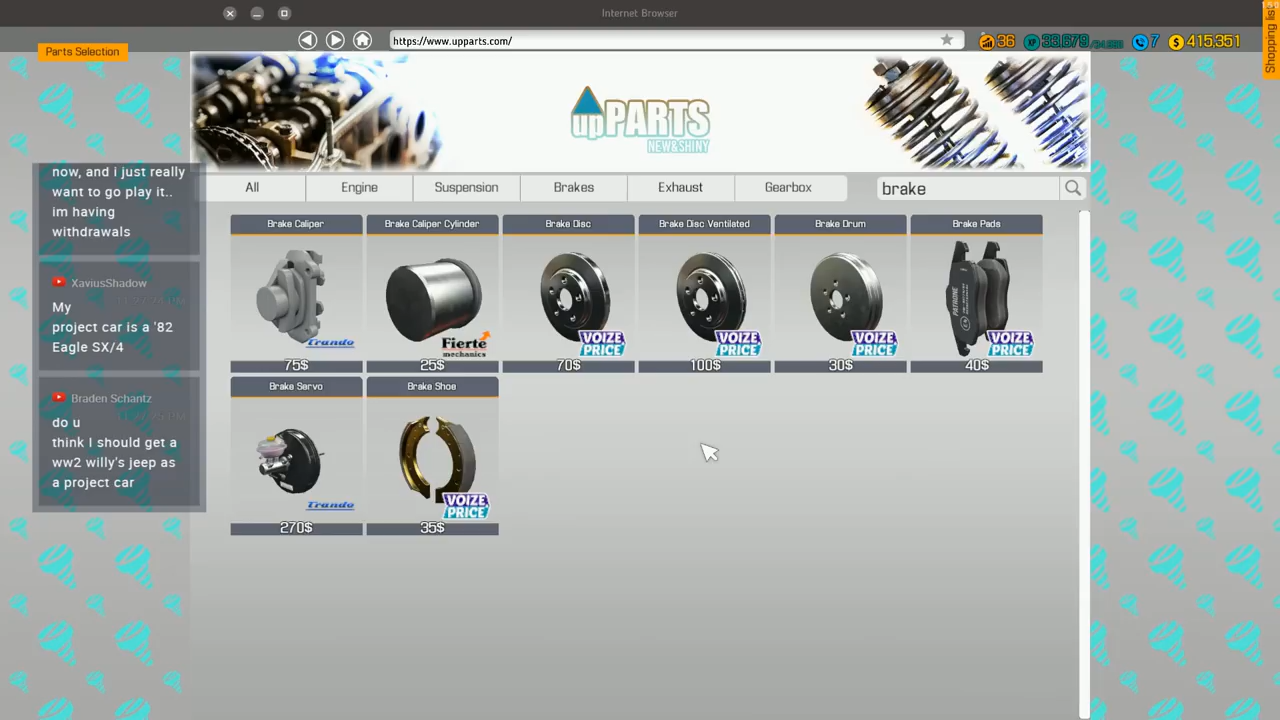 Internet Browser
https://www.upparts.com/
36
7
415,351
Shopping list
Parts Selection
upPARTS
NEW&SHINY
All
Engine
Suspension
Brakes
Exhaust
Gearbox
brake
now, and i just really
want to go play it..
im having
withdrawals
XaviusShadow
My
project car is a '82
Eagle SX/4
Braden Schantz
do u
think I should get a
ww2 willy's jeep as
a project car
Brake Caliper
Trando
75$
Brake Caliper Cylinder
Fierté
mechanics
25$
Brake Disc
VOIZE
PRICE
70$
Brake Disc Ventilated
VOIZE
PRICE
100$
Brake Drum
VOIZE
PRICE
30$
Brake Pads
PATRONE
VOIZE
PRICE
40$
Brake Servo
Trando
270$
Brake Shoe
VOIZE
PRICE
35$